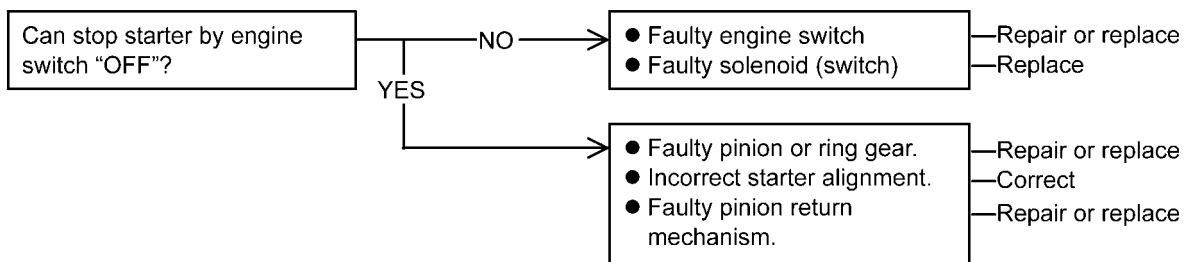 Can stop starter by engine
switch “OFF”?
NO
● Faulty engine switch
● Faulty solenoid (switch)
Repair or replace
Replace
YES
● Faulty pinion or ring gear.
● Incorrect starter alignment.
● Faulty pinion return
mechanism.
Repair or replace
Correct
Repair or replace